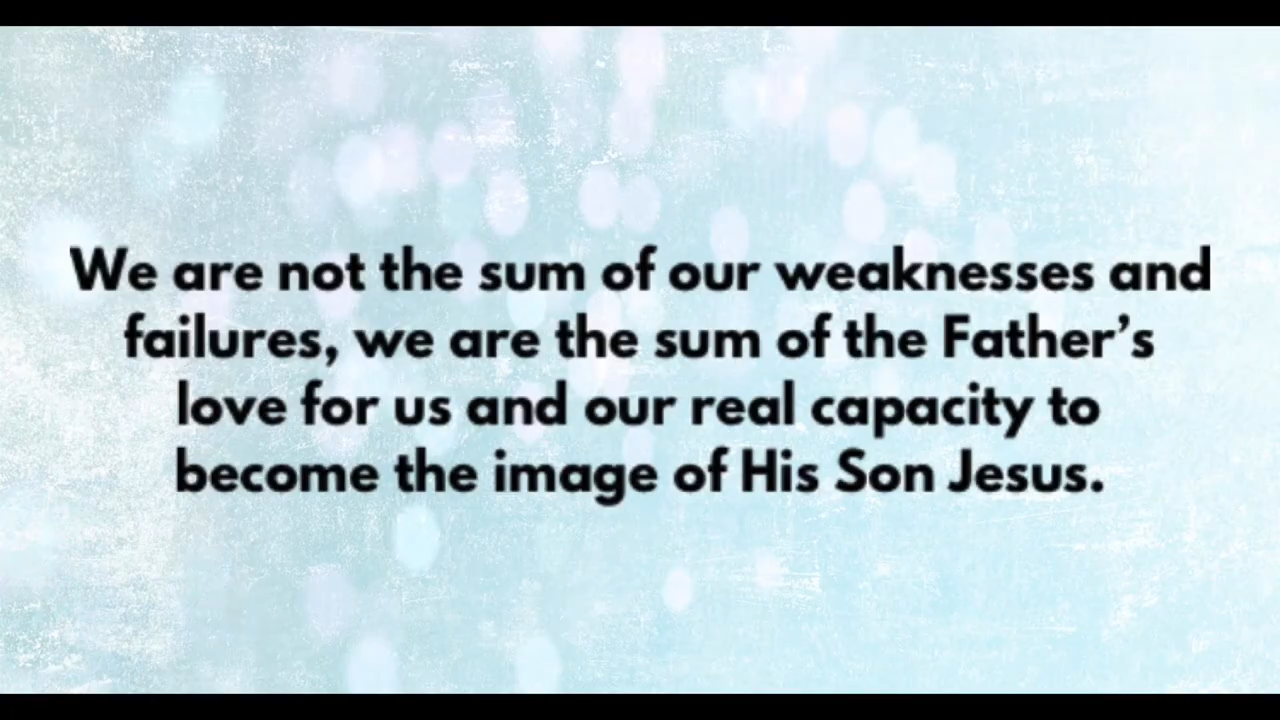 We are not the sum of our weaknesses and
failures, we are the sum of the Father’s
love for us and our real capacity to
become the image of His Son Jesus.